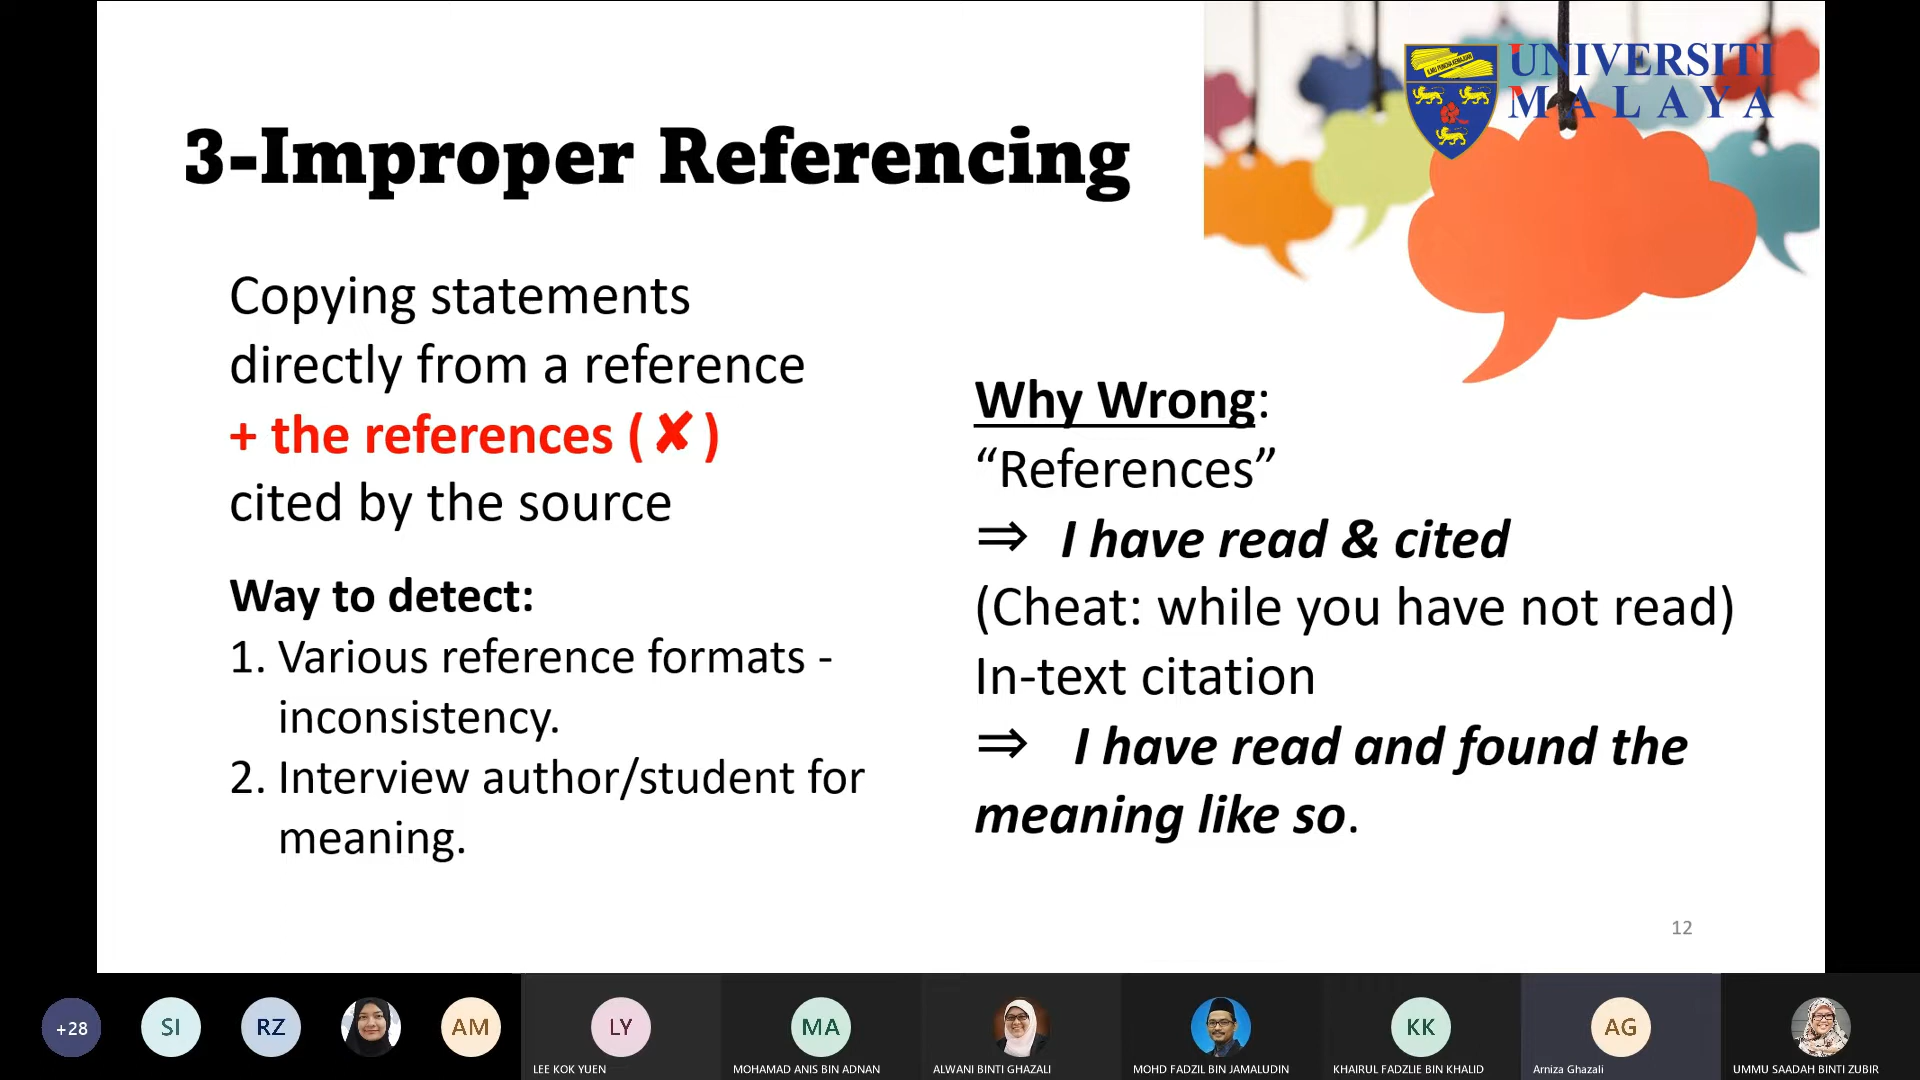 UNIVERSITI
MALAYA
3-Improper Referencing
Copying statements
directly from a reference
+ the references (✘)
cited by the source
Way to detect:
1. Various reference formats -
inconsistency.
2. Interview author/student for
meaning.
Why Wrong:
“References”
⇒ I have read & cited
(Cheat: while you have not read)
In-text citation
⇒ I have read and found the
meaning like so.
12
+28
SI
RZ
AM
LY
LEE KOK YUEN
MA
MOHAMAD ANIS BIN ADNAN
ALWANI BINTI GHAZALI
MOHD FADZIL BIN JAMALUDIN
KK
KHAIRUL FADZLIE BIN KHALID
AG
Arniza Ghazali
UMMU SAADAH BINTI ZUBIR